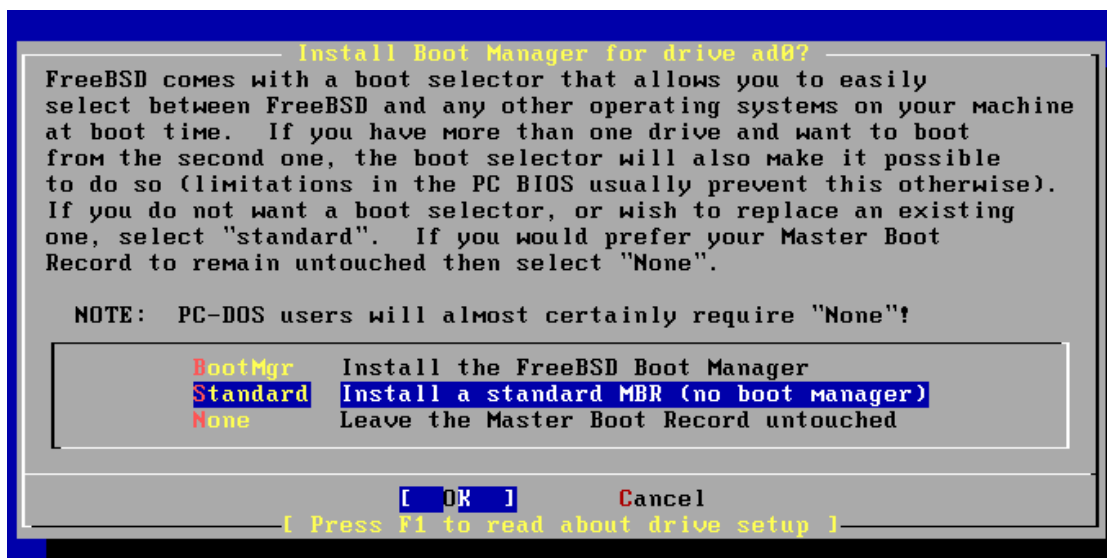 Install Boot Manager for drive ad0?
FreeBSD comes with a boot selector that allows you to easily
select between FreeBSD and any other operating systems on your machine
at boot time.  If you have more than one drive and want to boot
from the second one, the boot selector will also make it possible
to do so (limitations in the PC BIOS usually prevent this otherwise).
If you do not want a boot selector, or wish to replace an existing
one, select "standard".  If you would prefer your Master Boot
Record to remain untouched then select "None".
NOTE:  PC-DOS users will almost certainly require "None"!
BootMgr   Install the FreeBSD Boot Manager
Standard  Install a standard MBR (no boot manager)
None      Leave the Master Boot Record untouched
[  OK  ]       Cancel
[ Press F1 to read about drive setup ]